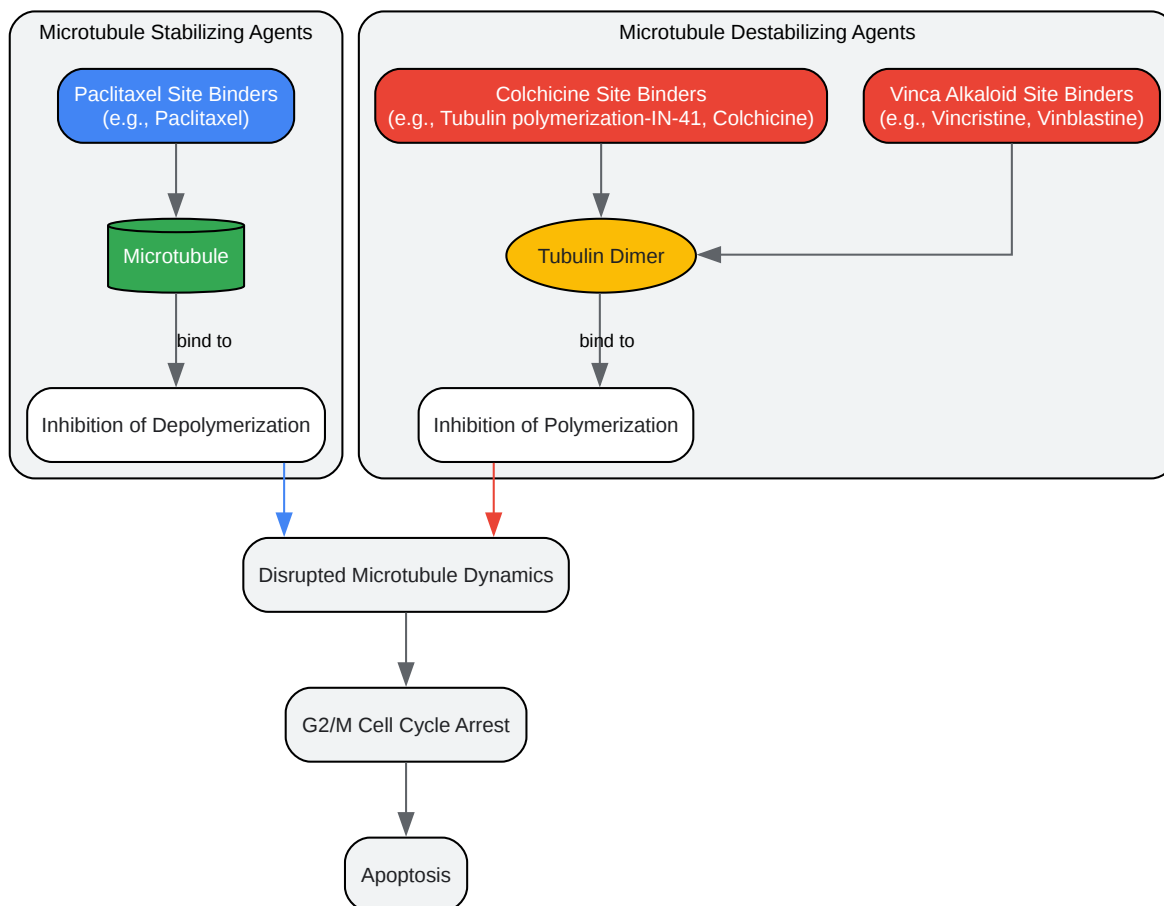 Microtubule Stabilizing Agents
Microtubule Destabilizing Agents
Paclitaxel Site Binders
(e.g., Paclitaxel)
Colchicine Site Binders
(e.g., Tubulin polymerization-IN-41, Colchicine)
Vinca Alkaloid Site Binders
(e.g., Vincristine, Vinblastine)
Microtubule
Tubulin Dimer
bind to
bind to
Inhibition of Depolymerization
Inhibition of Polymerization
Disrupted Microtubule Dynamics
G2/M Cell Cycle Arrest
Apoptosis